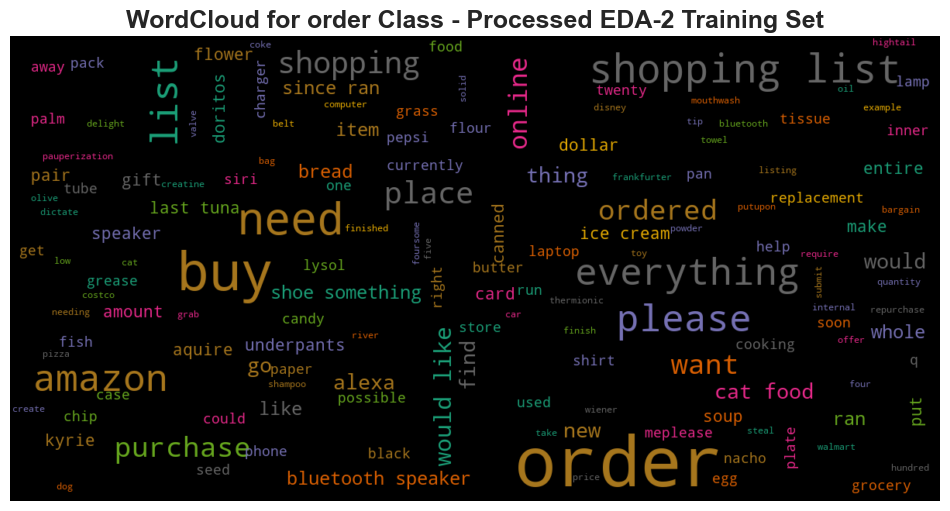 WordCloud for order Class - Processed EDA-2 Training Set
hightail
coke
food
flower
shopping
shopping list
away
pack
list
doritos
charger
since ran
computer
solid
online
twenty
disney
mouthwash
oil
lamp
example
palm
delight
valve
belt
item
grass
pepsi
flour
dollar
tip
bluetooth
towel
tissue
inner
pauperization
pair
tube
gift
creatine
siri
bag
bread
one
currently
place
thing
frankfurter
pan
listing
replacement
entire
olive
dictate
last tuna
need
finished
foursome
five
canned
ordered
ice cream
powder
putupon
bargain
make
speaker
get
low
cat
lysol
buy
shoe something
right
butter
laptop
toy
help
require
would
everything
submit
quantity
grease
costco
needing
amount
grab
candy
card
run
thermionic
car
store
finish
please
internal
repurchase
soon
offer
whole
fish
pizza
aquire
underpants
river
would like
find
shirt
cooking
four
q
want
amazon
go
paper
shampoo
alexa
possible
case
create
chip
could
like
used
wiener
cat food
put
kyrie
purchase
phone
seed
black
take
new
meplease
soup
steal
plate
ran
walmart
order
price
nacho
egg
hundred
grocery
dog
bluetooth speaker